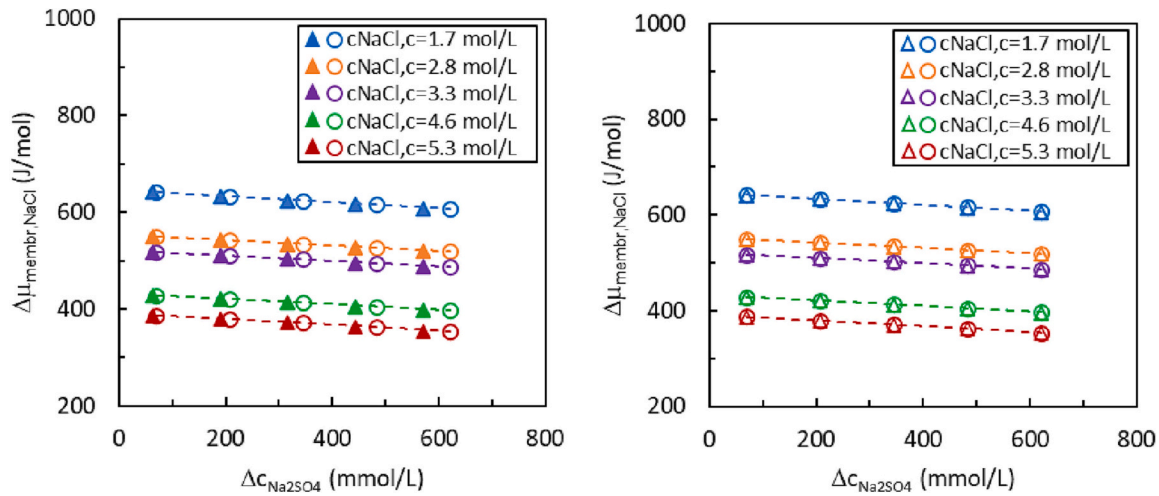 1000
800
600
400
200
Δμmembr,NaCl (J/mol)
cNaCl,c=1.7 mol/L
cNaCl,c=2.8 mol/L
cNaCl,c=3.3 mol/L
cNaCl,c=4.6 mol/L
cNaCl,c=5.3 mol/L
0 200 400 600 800
ΔcNa2SO4 (mmol/L)
1000
800
600
400
200
Δμmembr,NaCl (J/mol)
cNaCl,c=1.7 mol/L
cNaCl,c=2.8 mol/L
cNaCl,c=3.3 mol/L
cNaCl,c=4.6 mol/L
cNaCl,c=5.3 mol/L
0 200 400 600 800
ΔcNa2SO4 (mmol/L)